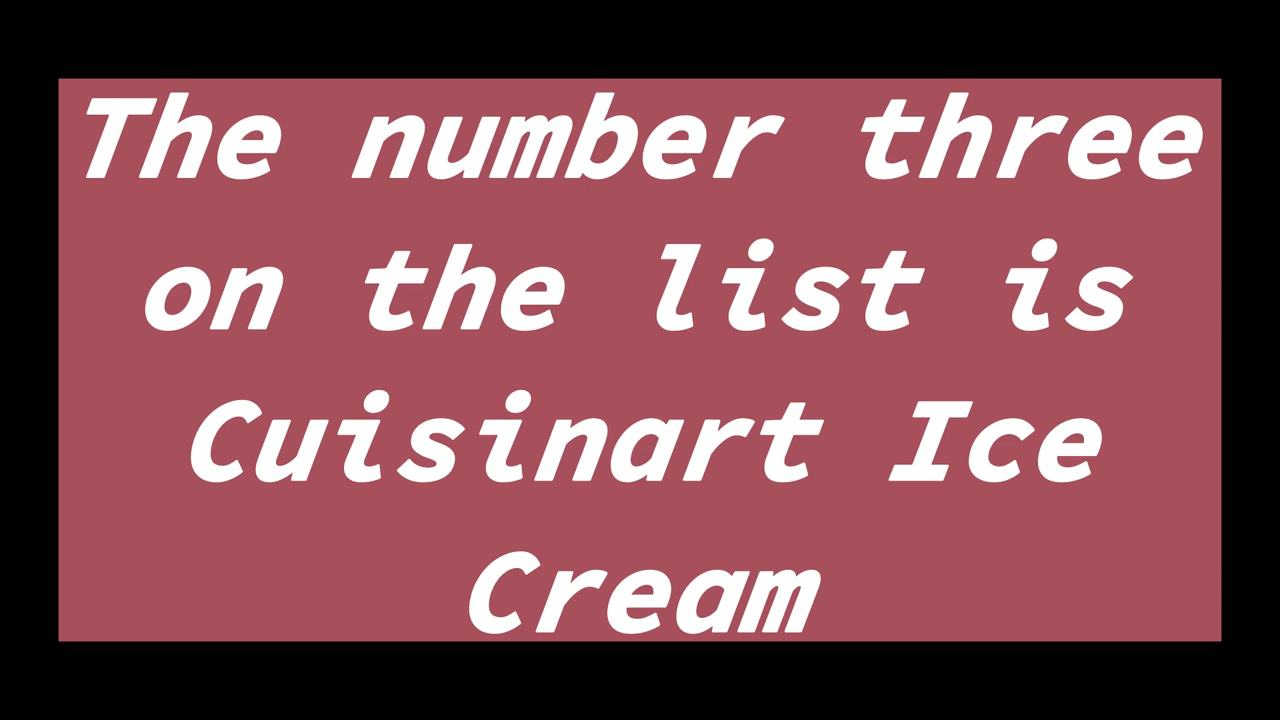 The number three
on the list is
Cuisinart Ice
Cream